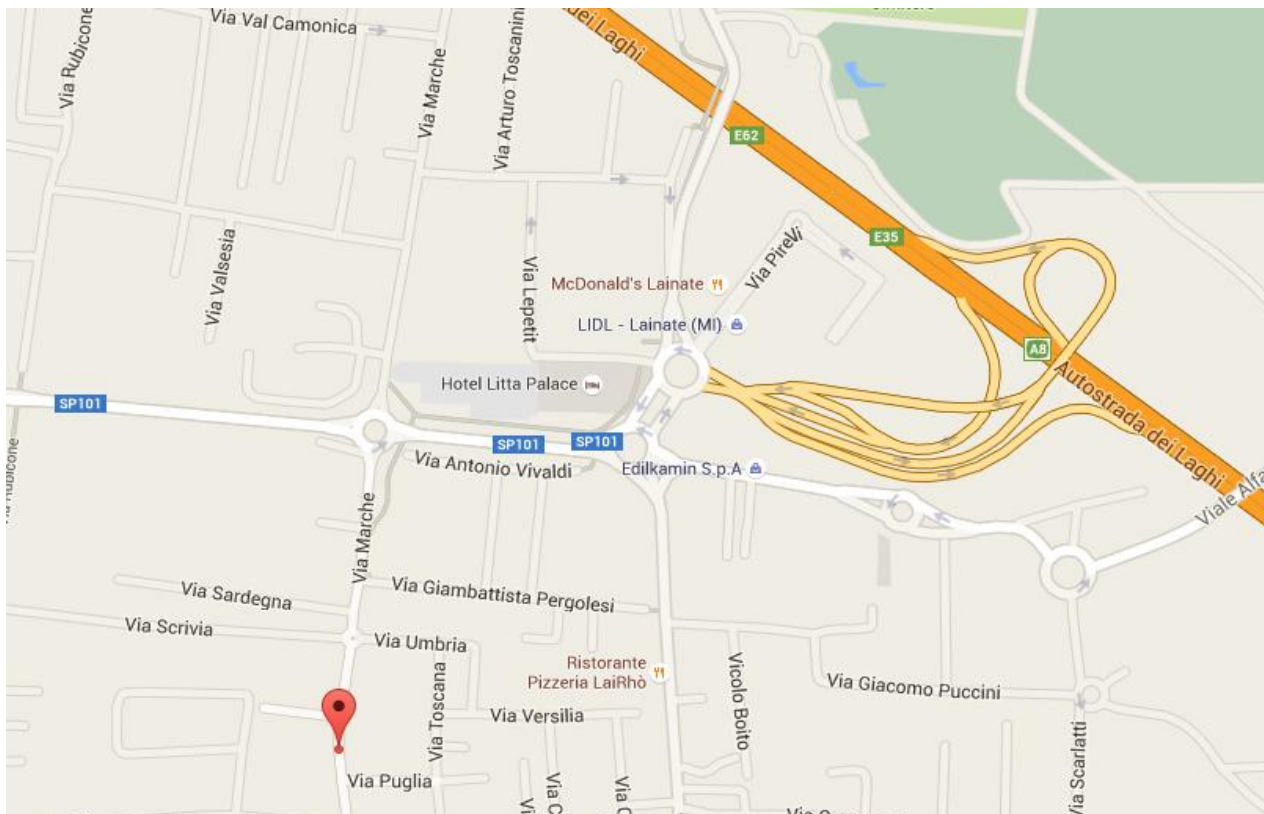 Via Val Camonica
dei Laghi
Via Rubicone
Via Marche
Via Arturo Toscanini
E62
E35
Via PireVi
Via Valsesia
Via Lepetit
McDonald's Lainate
LIDL - Lainate (MI)
A8
Autostrada dei Laghi
Hotel Litta Palace
SP101
SP101
SP101
Via Antonio Vivaldi
Edilkamin S.p.A
Viale Alfa
Via Marche
Via Sardegna
Via Giambattista Pergolesi
Via Scrivia
Via Umbria
Ristorante
Pizzeria LaiRhò
Vicolo Boito
Via Giacomo Puccini
Via Toscana
Via Versilia
Via Puglia
Via Scarlatti
Rubicone
Via C
Via C
Vi